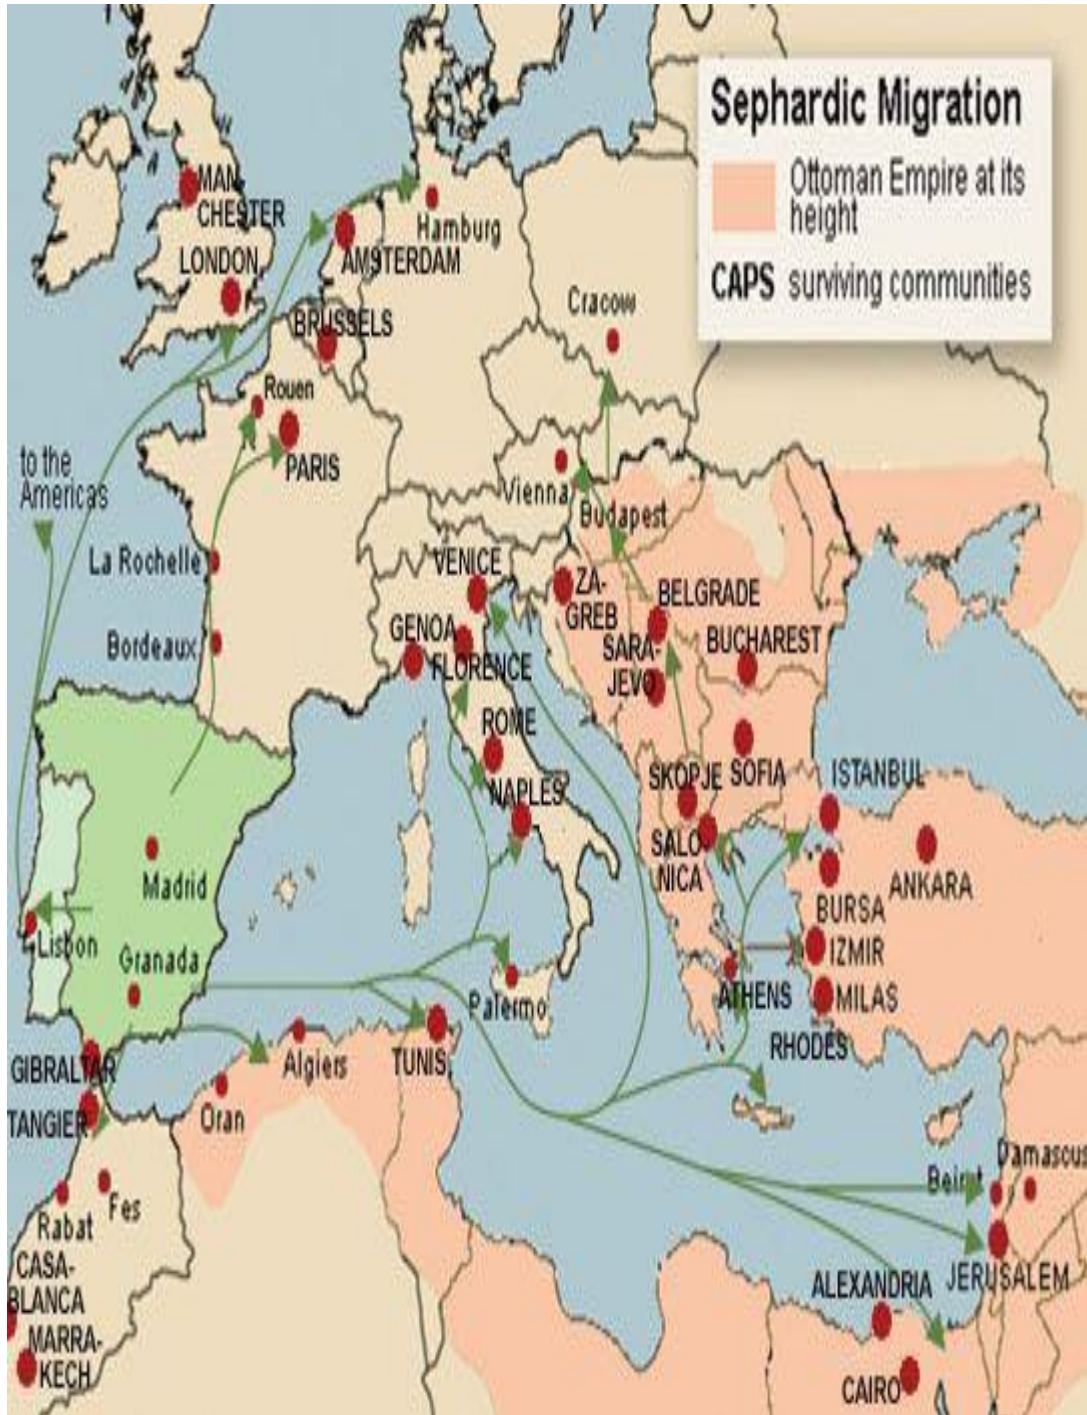 Sephardic Migration
Ottoman Empire at its
height
CAPS surviving communities
MAN
CHESTER
LONDON
Hamburg
AMSTERDAM
BRUSSELS
Cracow
Rouen
PARIS
to the
Americas
Vienna
Budapest
La Rochelle
VENICE
ZA-
GREB
BELGRADE
Bordeaux
GENOA
FLORENCE
SARA-
JEVO
BUCHAREST
ROME
SKOPJE
SOFIA
ISTANBUL
NAPLES
SALO
NICA
Madrid
ANKARA
BURSA
Lisbon
IZMIR
Granada
Palermo
ATHENS
MILAS
RHODES
GIBRALTAR
Algiers
TUNIS
TANGIER
Oran
Beirut
Damascus
Fes
Rabat
CASA-
BLANCA
JERUSALEM
ALEXANDRIA
MARRA-
KECH
CAIRO